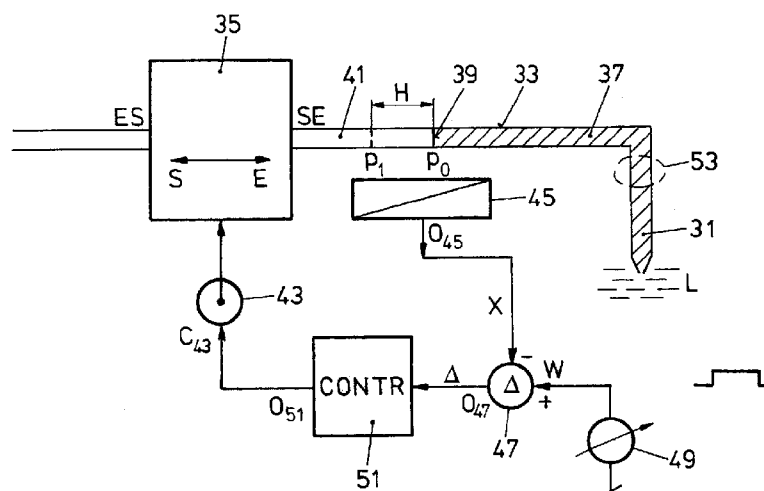 35
41
H
39
33
37
ES
SE
S
E
p₁
p₀
53
45
O₄₅
31
L
43
X
C₄₃
CONTR
Δ
Δ
−
W
+
O₅₁
O₄₇
47
51
49